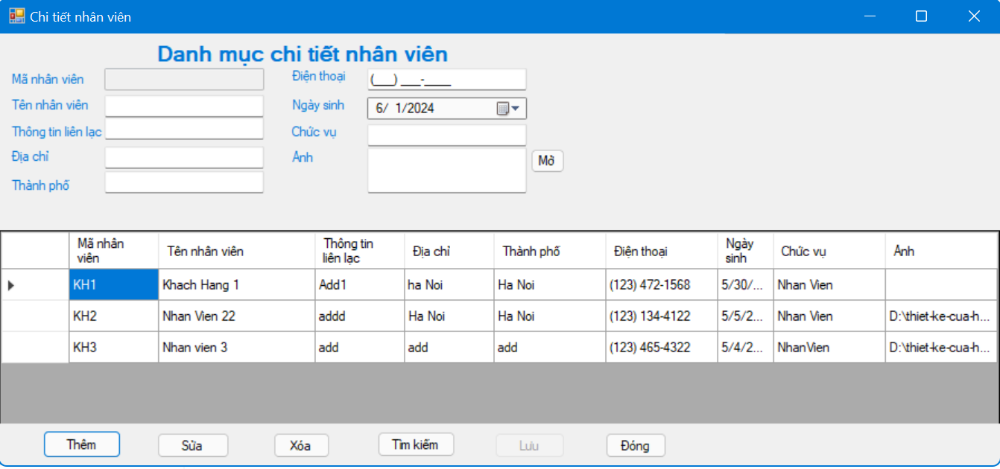 Chi tiết nhân viên
Danh mục chi tiết nhân viên
Mã nhân viên
Điện thoại (___) ___-____
Tên nhân viên
Ngày sinh 6/ 1/2024
Thông tin liên lạc
Chức vụ
Địa chỉ
Ảnh Mở
Thành phố
Mã nhân viên Tên nhân viên Thông tin liên lạc Địa chỉ Thành phố Điện thoại Ngày sinh Chức vụ Ảnh
KH1 Khach Hang 1 Add1 ha Noi Ha Noi (123) 472-1568 5/30/... Nhan Vien
KH2 Nhan Vien 22 addd Ha Noi Ha Noi (123) 134-4122 5/5/2... Nhan Vien D:\thiet-ke-cua-h...
KH3 Nhan vien 3 add add add (123) 465-4322 5/4/2... NhanVien D:\thiet-ke-cua-h...
Thêm Sửa Xóa Tìm kiếm Lưu Đóng